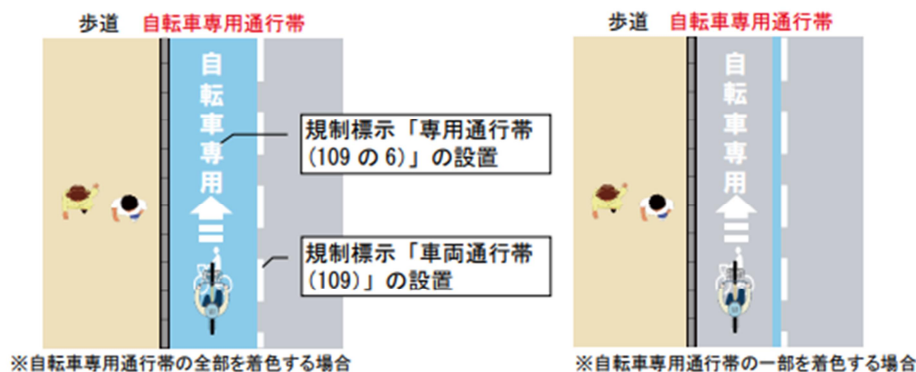 歩道 自転車専用通行帯
自転車専用
規制標示「専用通行帯
(109の6)」の設置
規制標示「車両通行帯
(109)」の設置
※自転車専用通行帯の全部を着色する場合
歩道 自転車専用通行帯
自転車専用
※自転車専用通行帯の一部を着色する場合